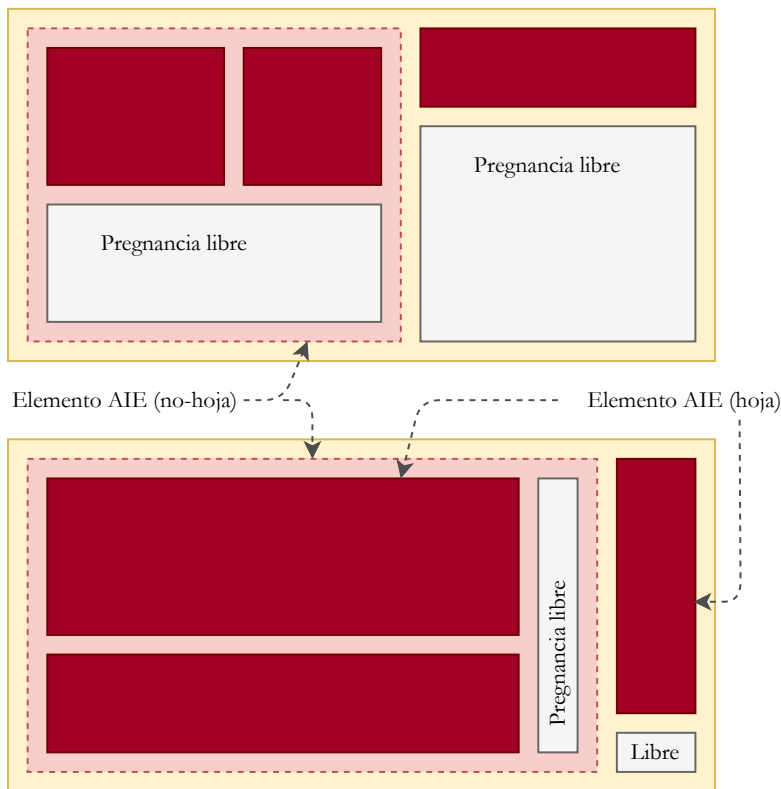 Pregnancia libre
Pregnancia libre
Elemento AIE (no-hoja)
Elemento AIE (hoja)
Pregnancia libre
Libre